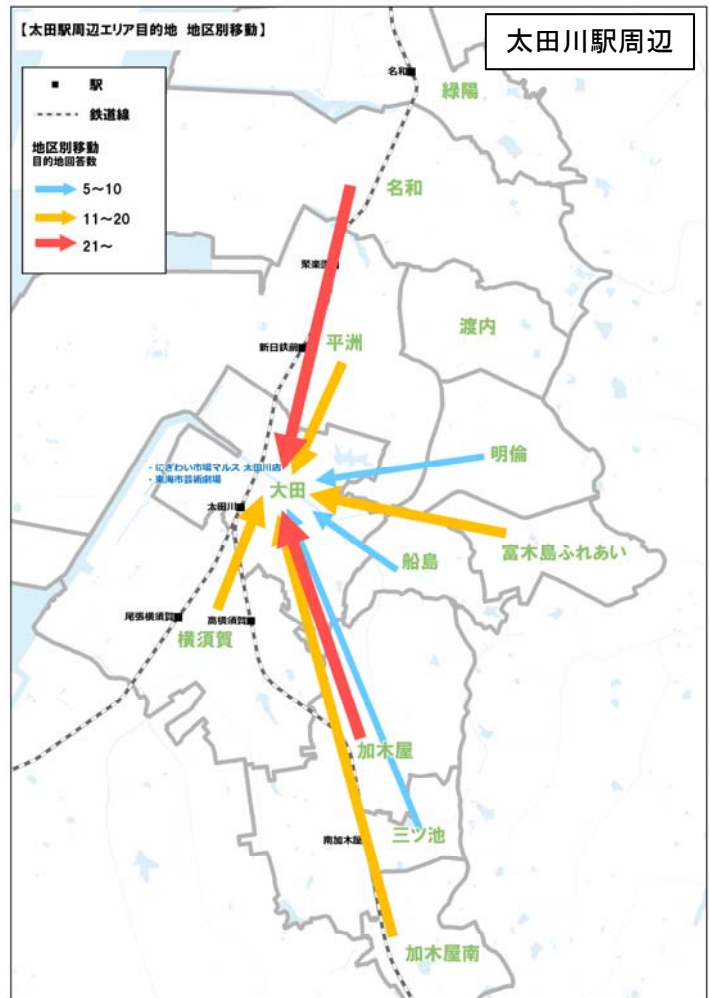 【太田駅周辺エリア目的地 地区別移動】
太田川駅周辺
駅
鉄道線
地区別移動
目的地回答数
5～10
11～20
21～
名和
緑陽
名和
聚楽園
渡内
新日鉄前
平洲
明倫
・にぎわい市場マルス 太田川店
・東海市芸術劇場
大田
太田川
富木島ふれあい
船島
尾張横須賀
高横須賀
横須賀
加木屋
三ツ池
南加木屋
加木屋南